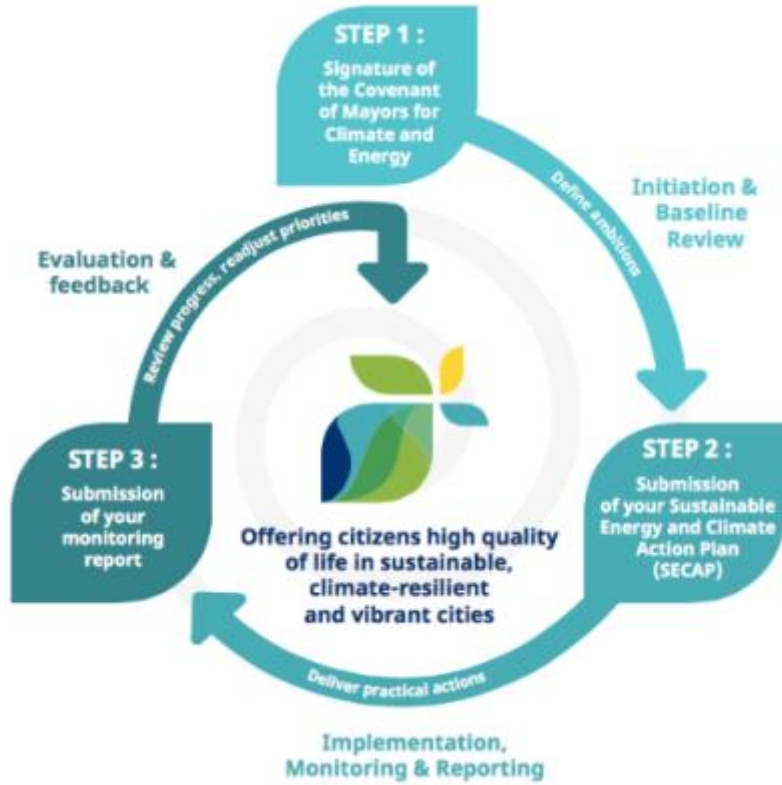 STEP 1 :
Signature of
the Covenant
of Mayors for
Climate and
Energy
Define ambitions
Initiation &
Baseline
Review
STEP 2 :
Submission
of your Sustainable
Energy and Climate
Action Plan
(SECAP)
Deliver practical actions
Implementation,
Monitoring & Reporting
STEP 3 :
Submission
of your
monitoring
report
Review progress, readjust priorities
Evaluation &
feedback
Offering citizens high quality
of life in sustainable,
climate-resilient
and vibrant cities